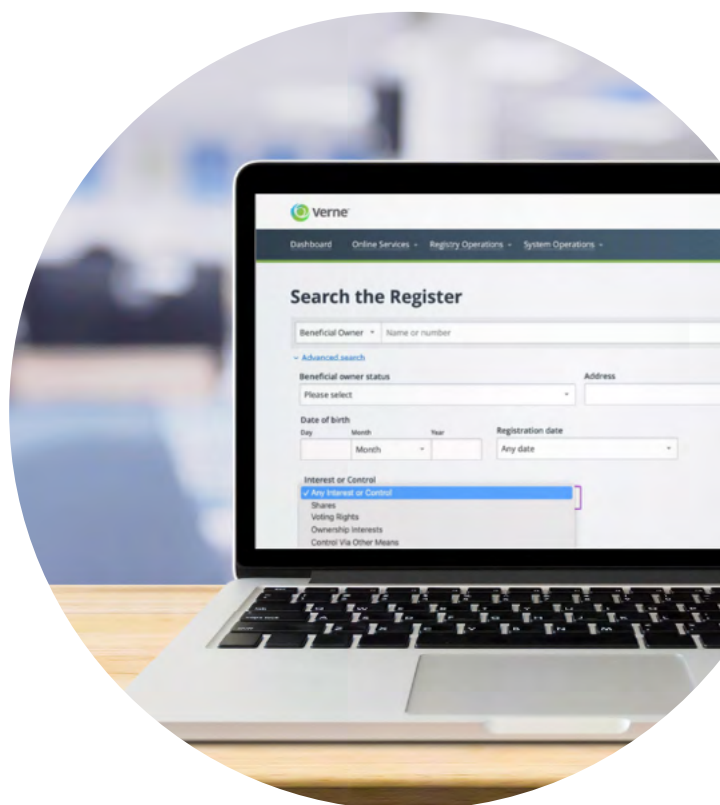 Verne
Dashboard Online Services Registry Operations System Operations
Search the Register
Beneficial Owner Name or number
Advanced search
Beneficial owner status Address
Please select
Date of birth
Day Month Year Registration date
Month Any date
Interest or Control
✓ Any Interest or Control
Shares
Voting Rights
Ownership Interests
Control Via Other Means